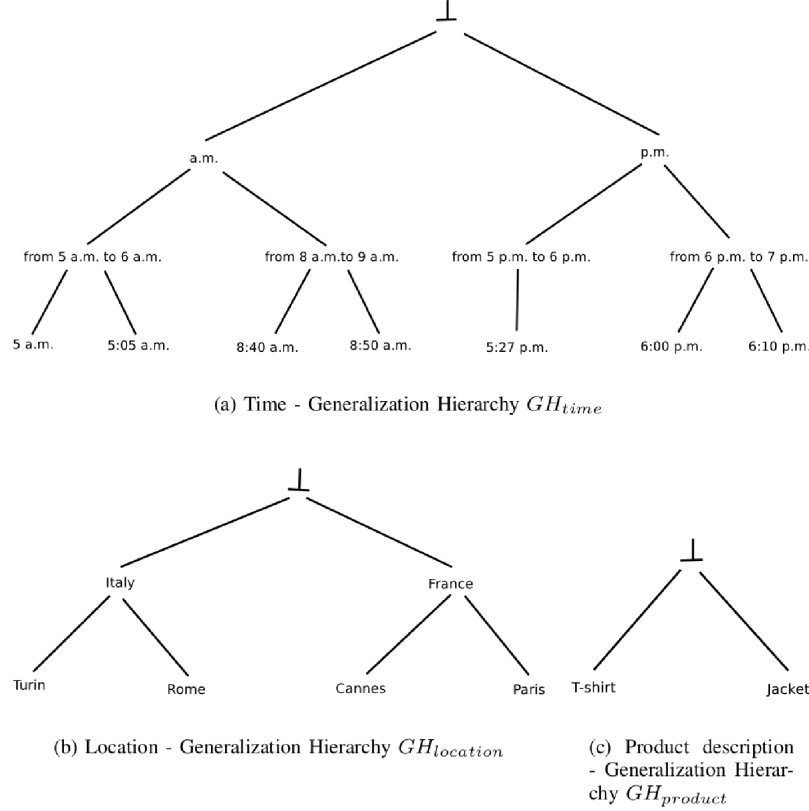 ⊥
a.m. p.m.
from 5 a.m. to 6 a.m. from 8 a.m.to 9 a.m. from 5 p.m. to 6 p.m. from 6 p.m. to 7 p.m.
5 a.m. 5:05 a.m. 8:40 a.m. 8:50 a.m. 5:27 p.m. 6:00 p.m. 6:10 p.m.
(a) Time - Generalization Hierarchy GH_time
⊥
Italy France
Turin Rome Cannes Paris
(b) Location - Generalization Hierarchy GH_location
⊥
T-shirt Jacket
(c) Product description
- Generalization Hierar-
chy GH_product